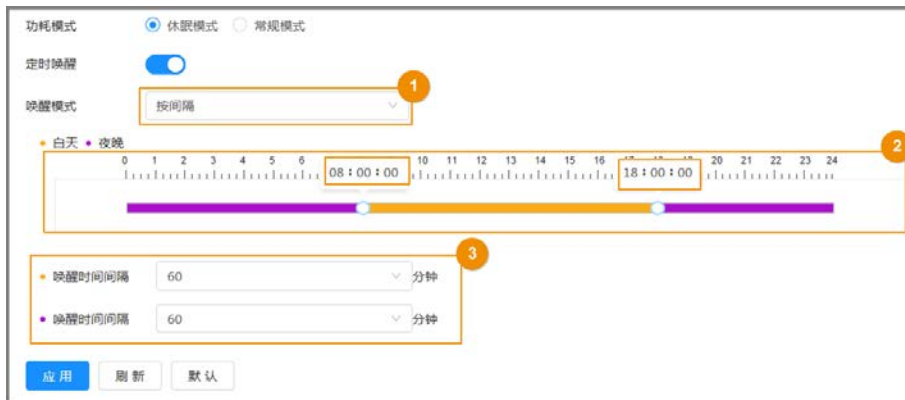 功耗模式 休眠模式 常规模式
定时唤醒
1
唤醒模式 按间隔
白天 夜晚
2
0 1 2 3 4 5 6 10 11 12 13 14 15 16 20 21 22 23 24
08:00:00 18:00:00
3
唤醒时间间隔 60 分钟
唤醒时间间隔 60 分钟
应用 刷新 默认